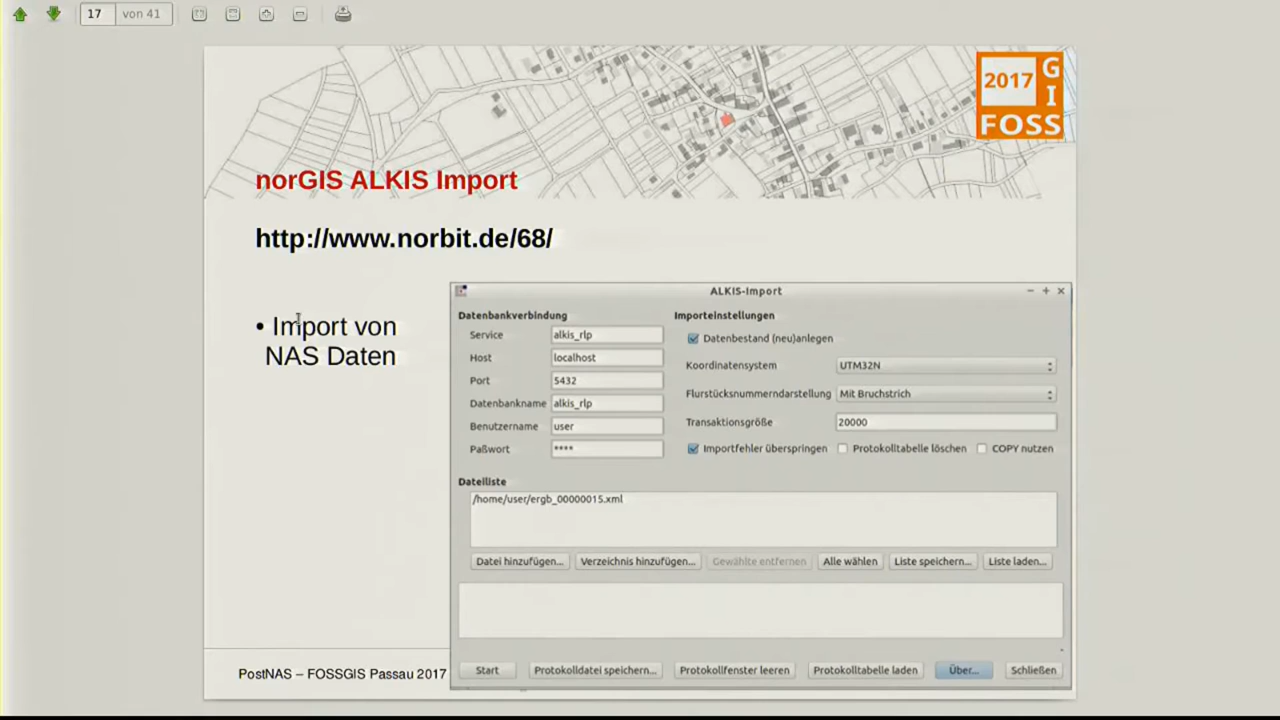 17 von 41
2017 G
I
FOSS
norGIS ALKIS Import
http://www.norbit.de/68/
• Import von
NAS Daten
ALKIS-Import
Datenbankverbindung
Service alkis_rlp
Host localhost
Port 5432
Datenbankname alkis_rlp
Benutzername user
Paßwort ****
Importeinstellungen
Datenbestand (neu)anlegen
Koordinatensystem UTM32N
Flurstücksnummerndarstellung Mit Bruchstrich
Transaktionsgröße 20000
Importfehler überspringen Protokolltabelle löschen COPY nutzen
Dateiliste
/home/user/ergb_00000015.xml
Datei hinzufügen... Verzeichnis hinzufügen... Gewählte entfernen Alle wählen Liste speichern... Liste laden...
Start Protokolldatei speichern... Protokollfenster leeren Protokolltabelle laden Über... Schließen
PostNAS – FOSSGIS Passau 2017